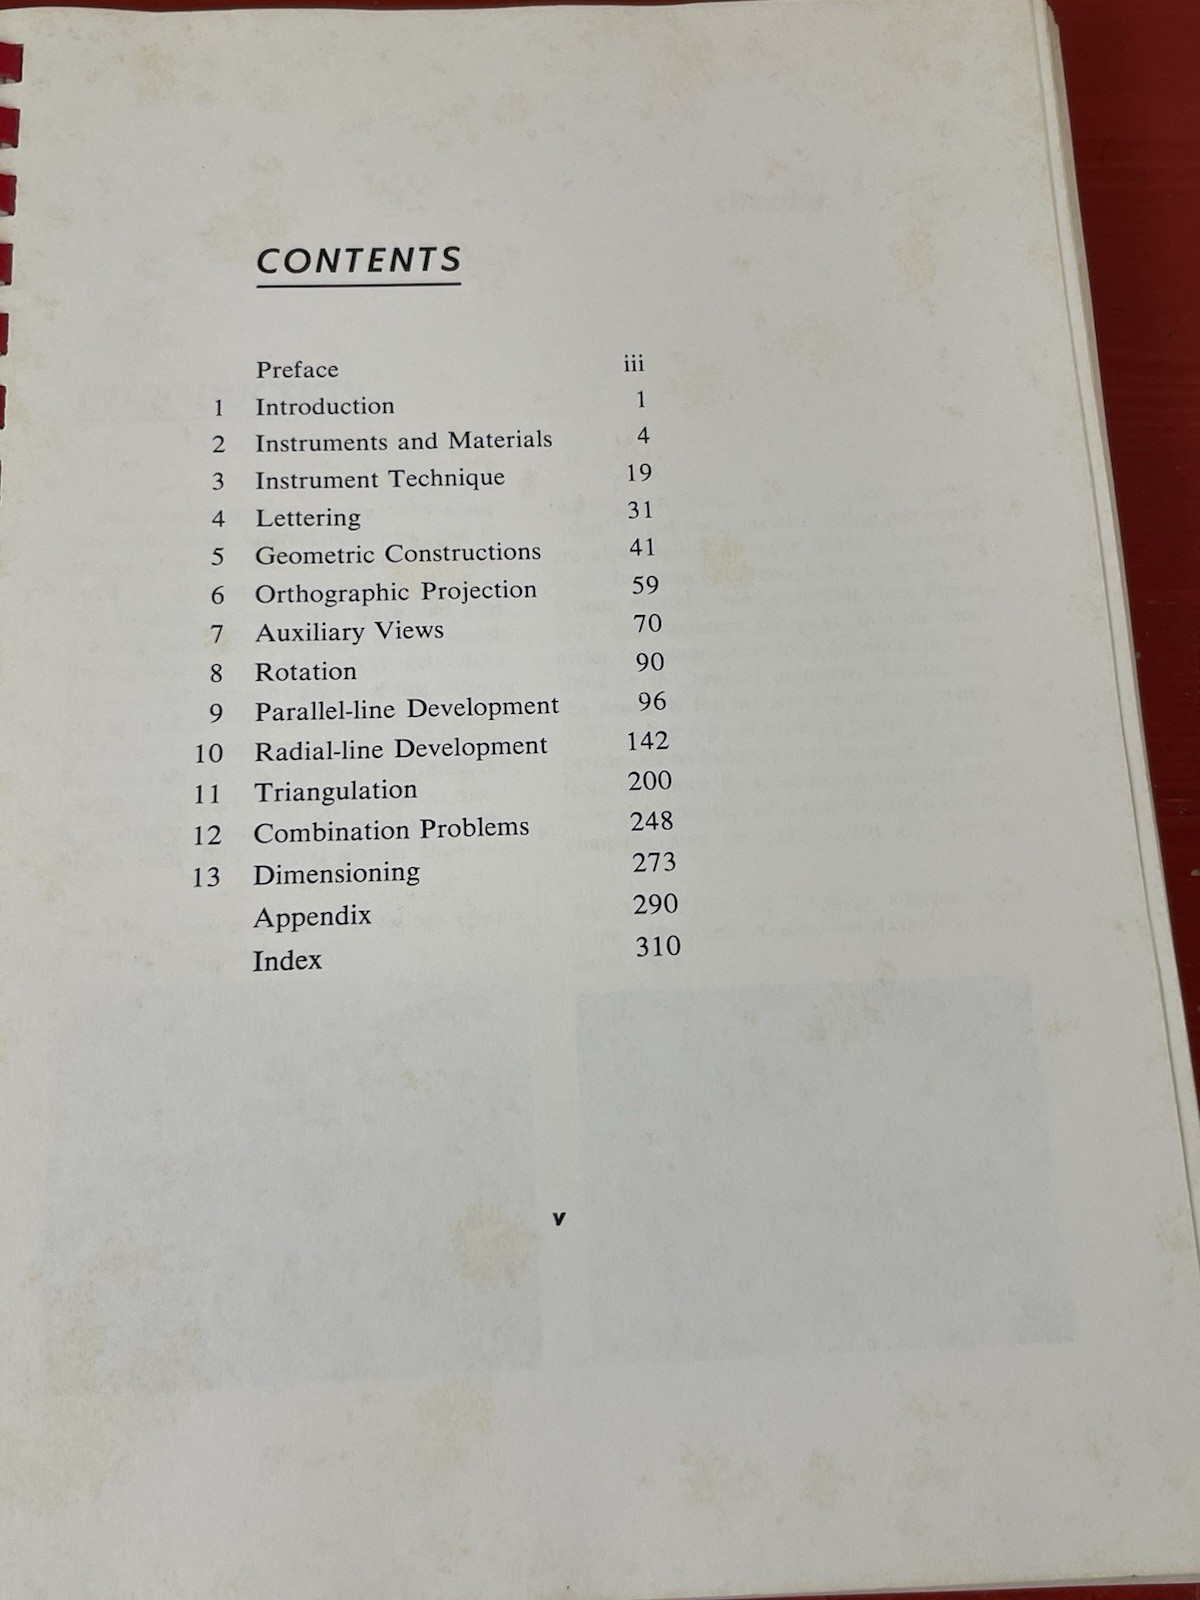 CONTENTS
Preface iii
1 Introduction 1
2 Instruments and Materials 4
3 Instrument Technique 19
4 Lettering 31
5 Geometric Constructions 41
6 Orthographic Projection 59
7 Auxiliary Views 70
8 Rotation 90
9 Parallel-line Development 96
10 Radial-line Development 142
11 Triangulation 200
12 Combination Problems 248
13 Dimensioning 273
Appendix 290
Index 310
v